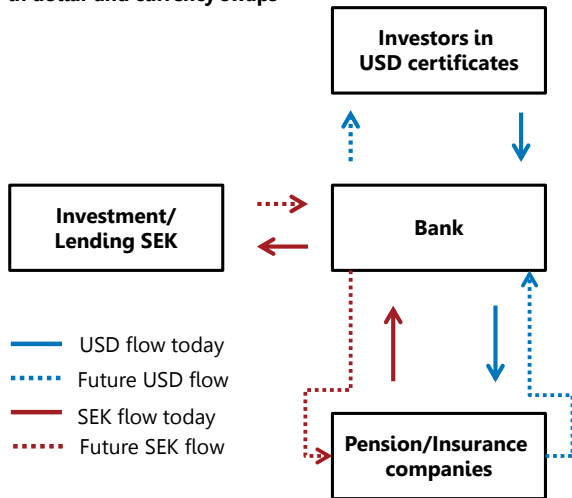 in dollar and currency swaps
Investors in
USD certificates
Investment/
Lending SEK
Bank
USD flow today
Future USD flow
SEK flow today
Future SEK flow
Pension/Insurance
companies